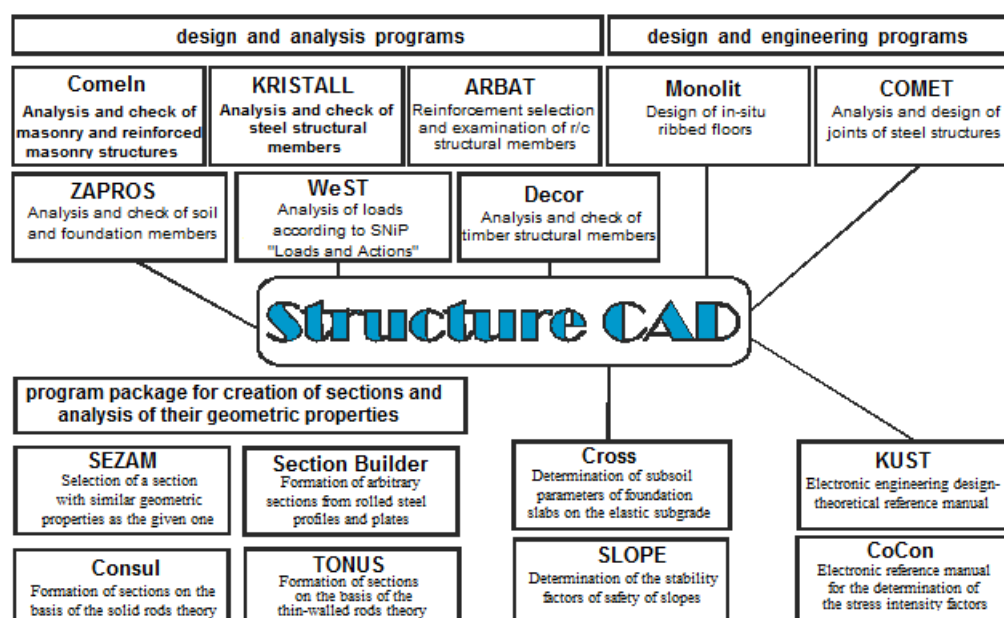 design and analysis programs
design and engineering programs
ComeIn
Analysis and check of
masonry and reinforced
masonry structures
KRISTALL
Analysis and check of
steel structural
members
ARBAT
Reinforcement selection
and examination of r/c
structural members
Monolit
Design of in-situ
ribbed floors
COMET
Analysis and design of
joints of steel structures
ZAPROS
Analysis and check of soil
and foundation members
WeST
Analysis of loads
according to SNiP
"Loads and Actions"
Decor
Analysis and check of
timber structural members
Structure CAD
program package for creation of sections and
analysis of their geometric properties
SEZAM
Selection of a section
with similar geometric
properties as the given one
Section Builder
Formation of arbitrary
sections from rolled steel
profiles and plates
Cross
Determination of subsoil
parameters of foundation
slabs on the elastic subgrade
KUST
Electronic engineering design-
theoretical reference manual
Consul
Formation of sections on the
basis of the solid rods theory
TONUS
Formation of sections
on the basis of the
thin-walled rods theory
SLOPE
Determination of the stability
factors of safety of slopes
CoCon
Electronic reference manual
for the determination of
the stress intensity factors